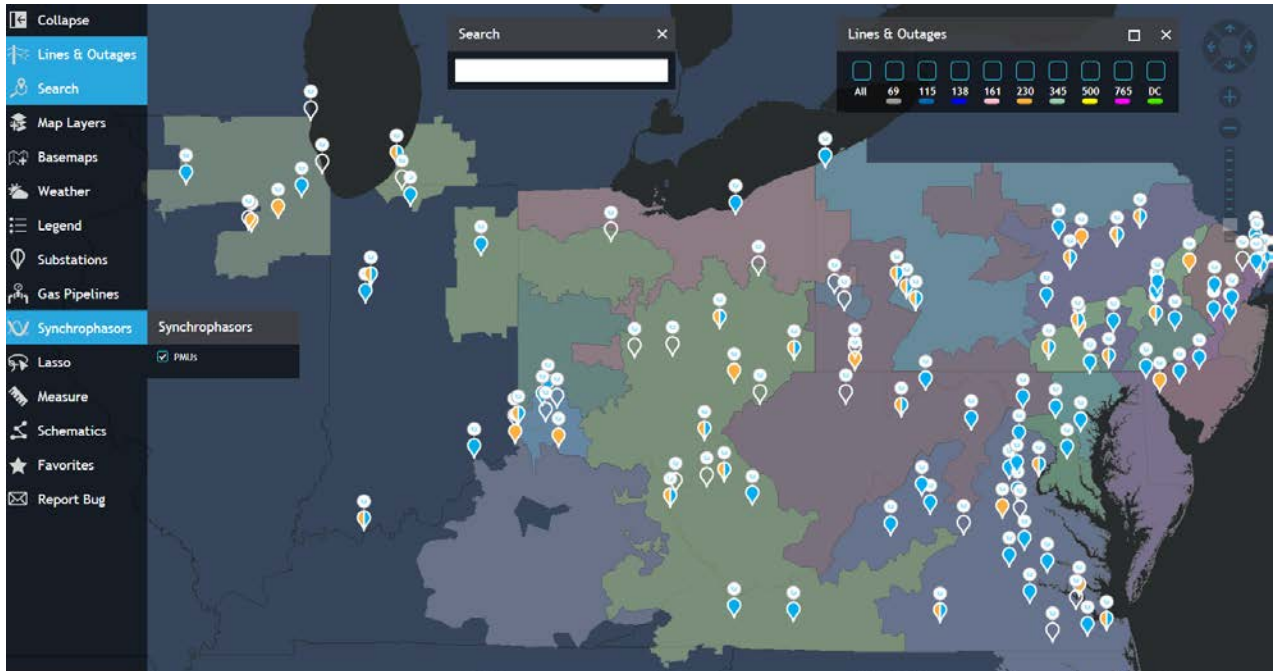 Collapse
Lines & Outages
Search
Map Layers
Basemaps
Weather
Legend
Substations
Gas Pipelines
Synchrophasors
Lasso
Measure
Schematics
Favorites
Report Bug
Synchrophasors
PMUs
Search
Lines & Outages
All 69 115 138 161 230 345 500 765 DC